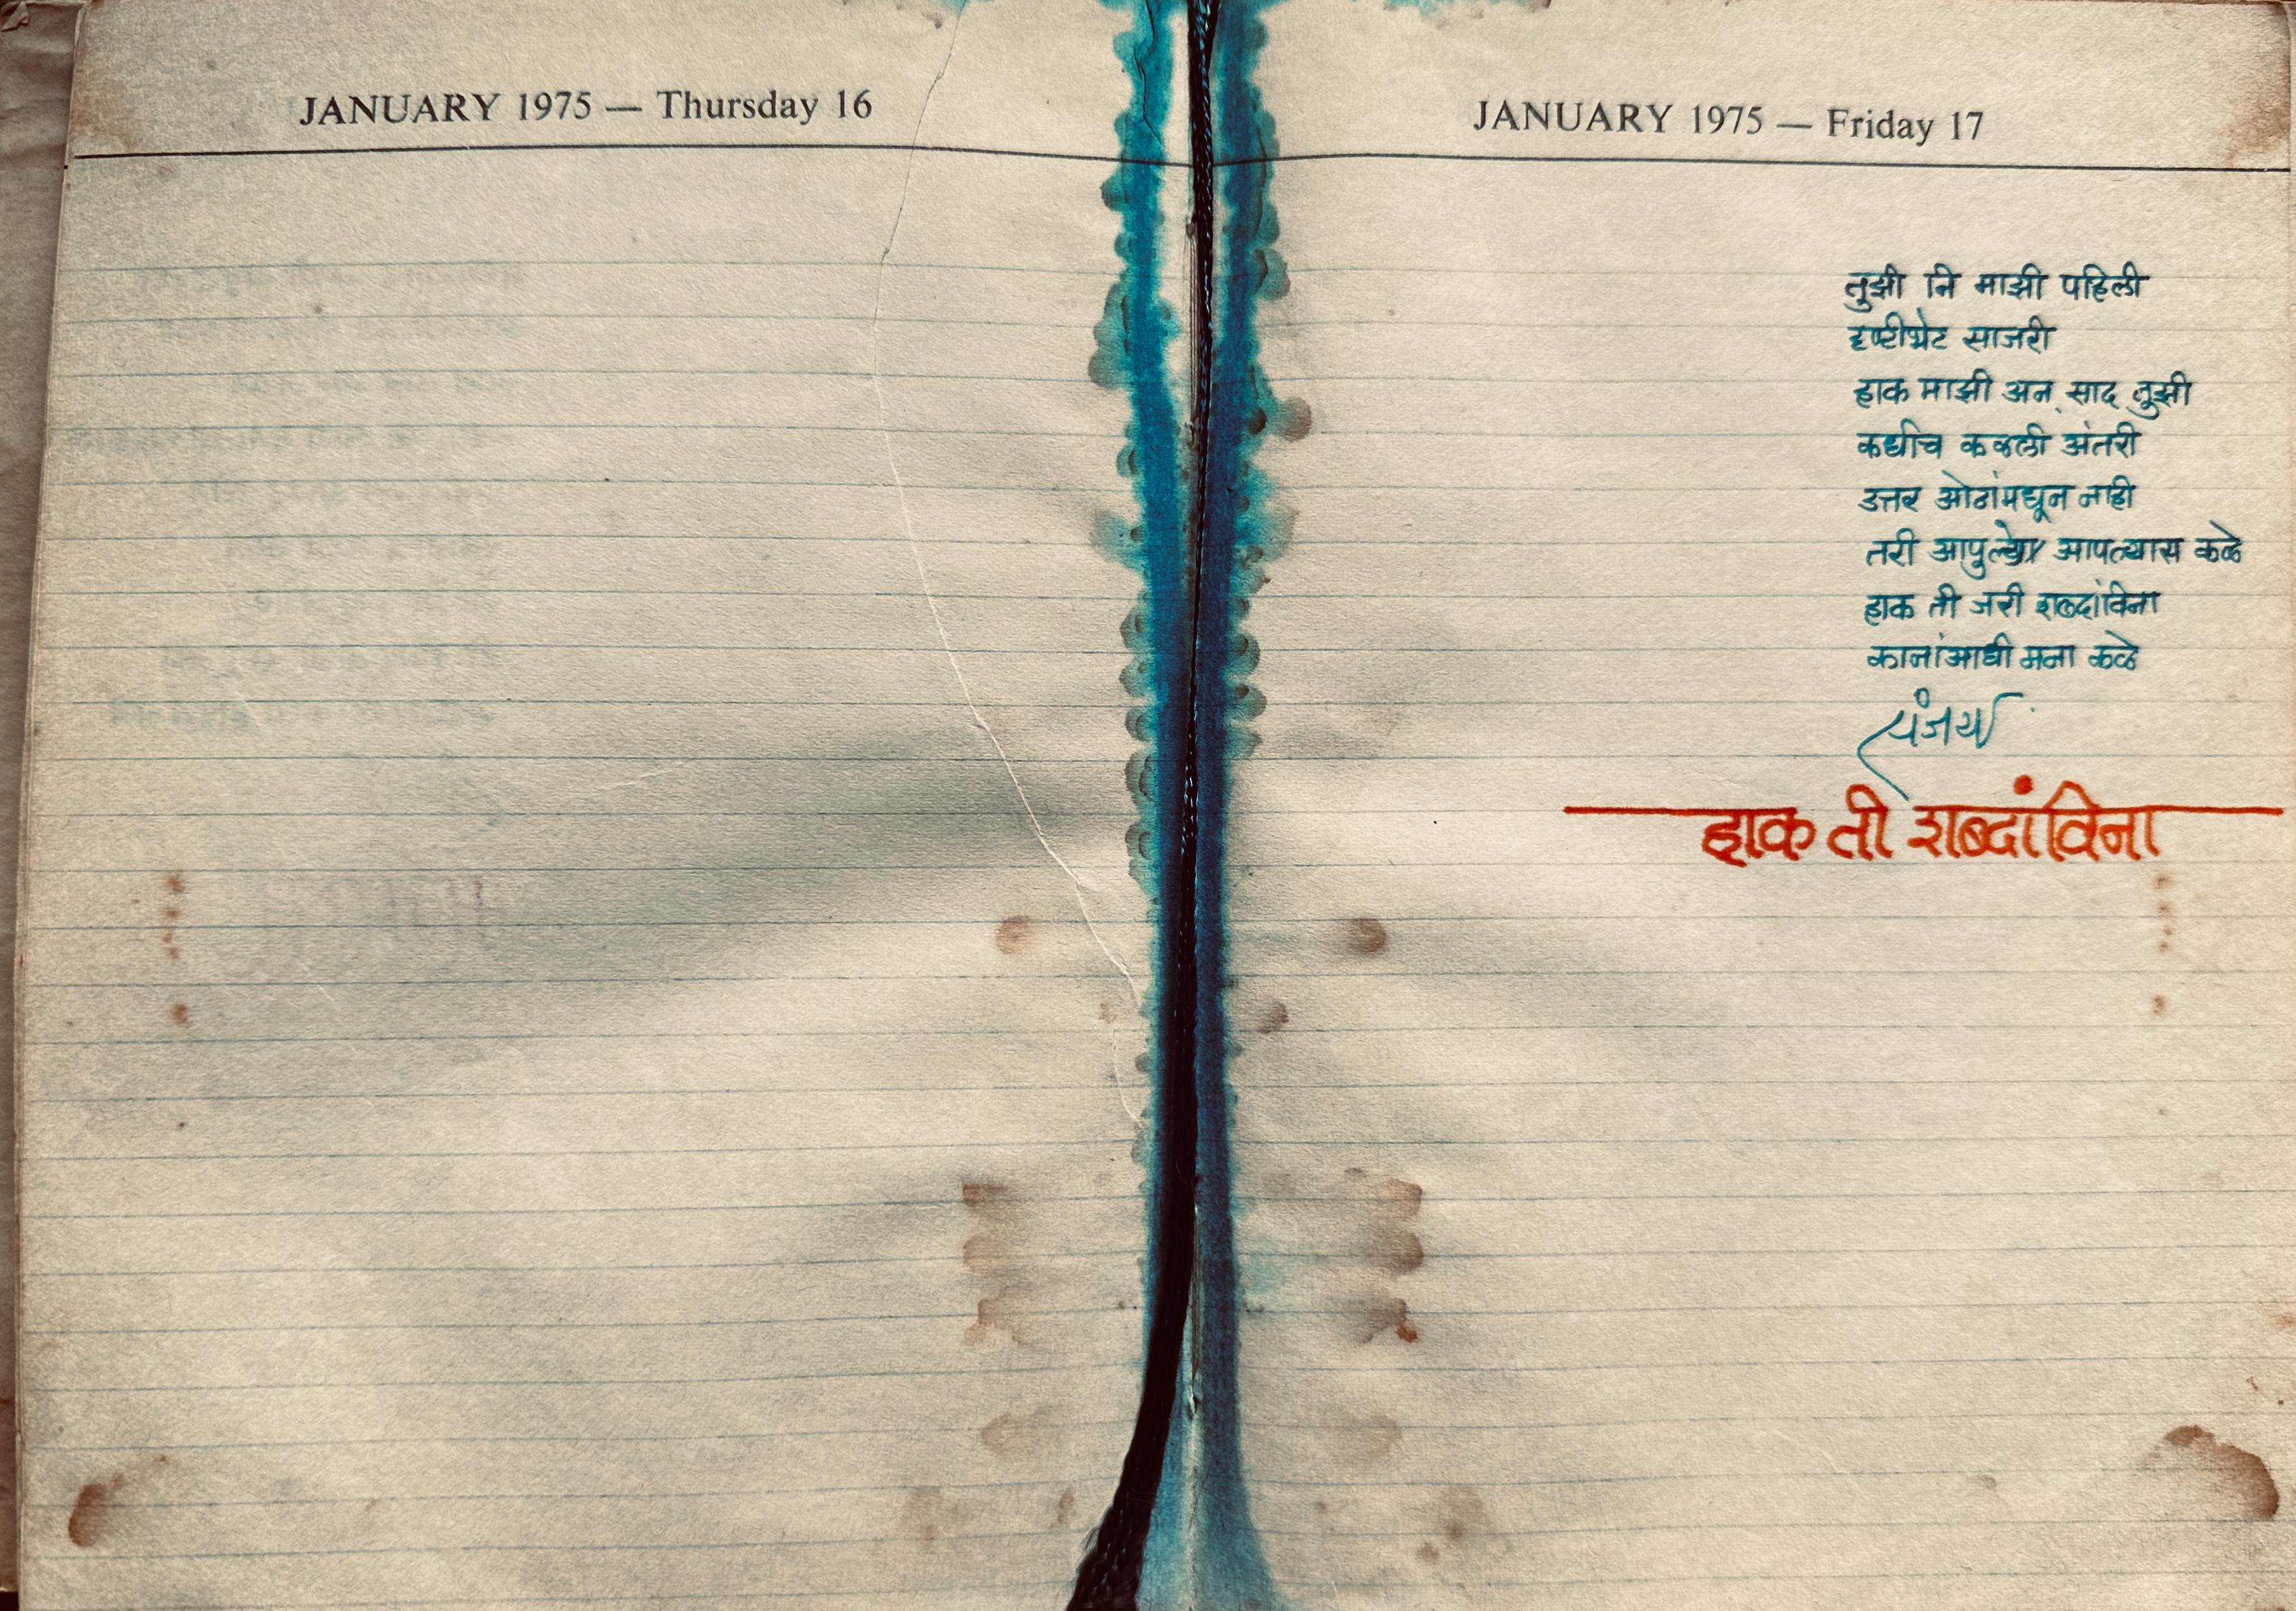 JANUARY 1975 — Thursday 16
JANUARY 1975 — Friday 17
तुझी नि माझी पहिली
दृष्टीभेट साजरी
हाक माझी अन् साद तुझी
कधीच कळली अंतरी
उत्तर ओठांमधून नाही
तरी आपुल्या आपल्यास कळे
हाक ती जरी शब्दांविना
कानांआधी मना कळे
संजय
हाक ती शब्दांविना